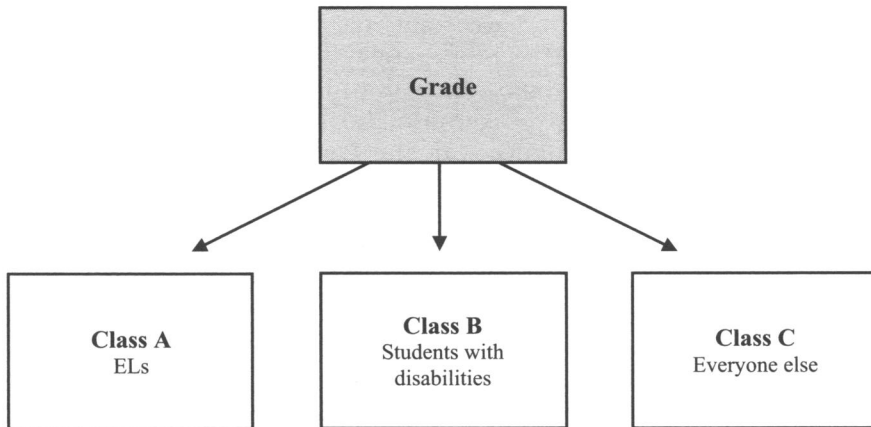 Grade
Class A
ELs
Class B
Students with
disabilities
Class C
Everyone else